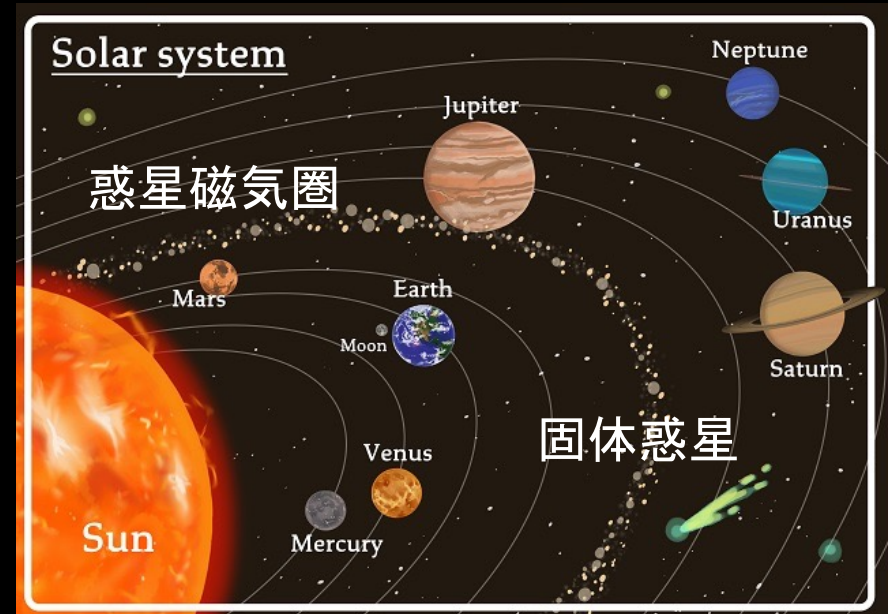 Solar system
Neptune
Jupiter
惑星磁気圏
Uranus
Mars
Earth
Moon
Saturn
固体惑星
Venus
Sun
Mercury